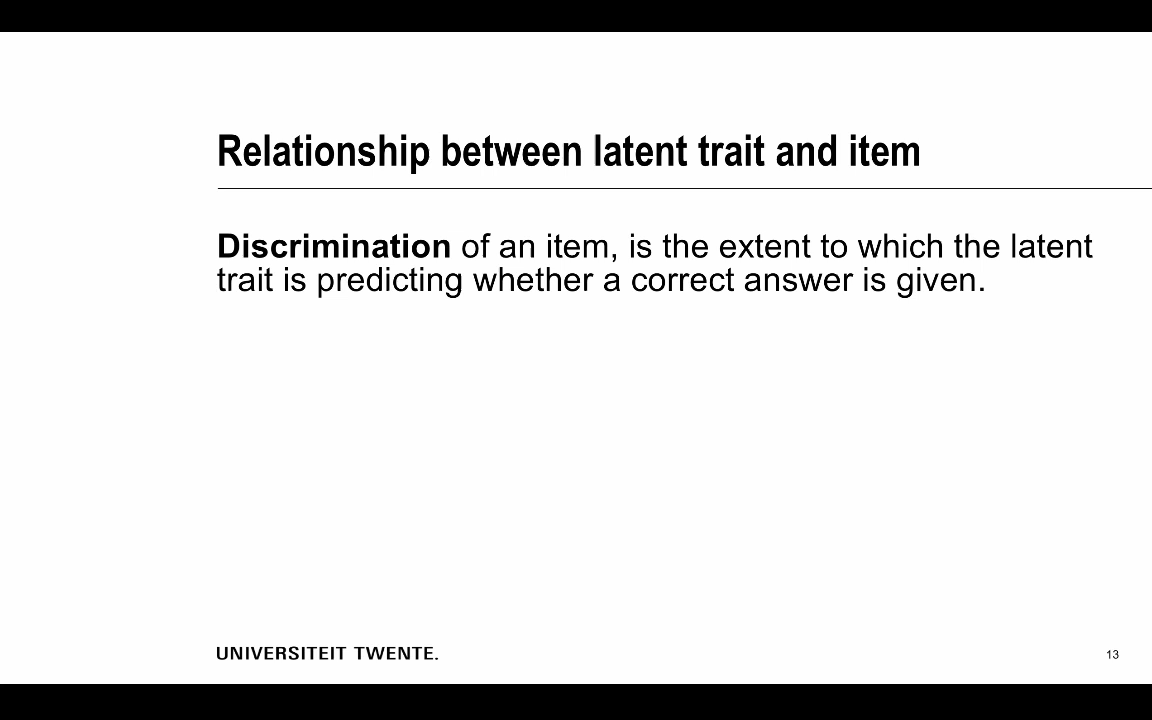 Relationship between latent trait and item
Discrimination of an item, is the extent to which the latent
trait is predicting whether a correct answer is given.
UNIVERSITEIT TWENTE.
13